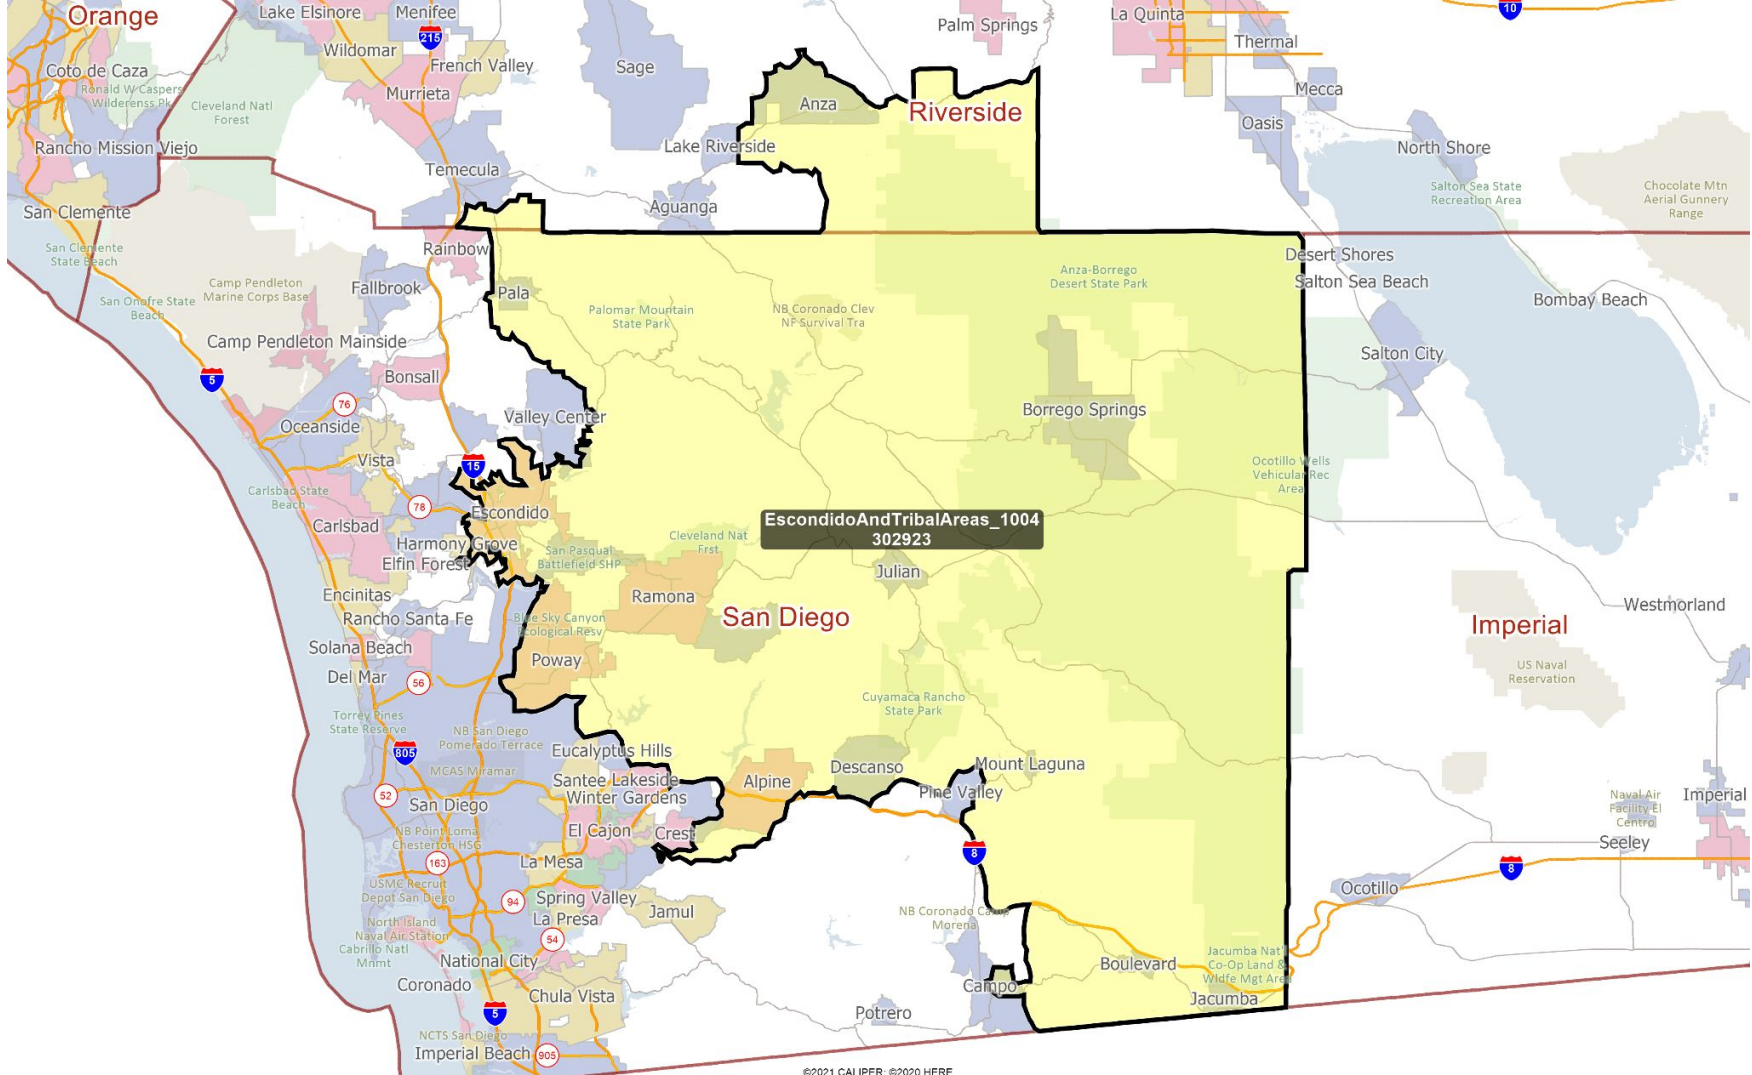 Orange
Lake Elsinore
Menifee
215
Wildomar
French Valley
Coto de Caza
Ronald W Caspers
Wilderenss Pk
Cleveland Natl
Forest
Murrieta
Rancho Mission Viejo
Temecula
San Clemente
Sage
Palm Springs
La Quinta
10
Thermal
Mecca
Oasis
Anza
Riverside
Lake Riverside
Aguanga
North Shore
Salton Sea State
Recreation Area
Chocolate Mtn
Aerial Gunnery
Range
San Clemente
State Beach
Rainbow
Desert Shores
Salton Sea Beach
Bombay Beach
Camp Pendleton
Marine Corps Base
San Onofre State
Beach
Fallbrook
Pala
Palomar Mountain
State Park
NB Coronado Clev
NF Survival Tra
Anza-Borrego
Desert State Park
Camp Pendleton Mainside
Salton City
5
Bonsall
76
Oceanside
Valley Center
Borrego Springs
Vista
15
Ocotillo Wells
Vehicular Rec
Area
Carlsbad State
Beach
78
Escondido
Carlsbad
Harmony Grove
Elfin Forest
San Pasqual
Battlefield SHP
Cleveland Nat
Frst
EscondidoAndTribalAreas_1004
302923
Julian
Encinitas
Rancho Santa Fe
Blue Sky Canyon
Ecological Resv
Ramona
San Diego
Imperial
Westmorland
Solana Beach
Del Mar
56
Poway
US Naval
Reservation
Torrey Pines
State Reserve
Cuyamaca Rancho
State Park
NB San Diego
Pomerado Terrace
805
MCAS Miramar
Eucalyptus Hills
Santee
Lakeside
Winter Gardens
Alpine
Descanso
Mount Laguna
Pine Valley
52
San Diego
NB Point Loma
Chesterton HSG
163
El Cajon
Crest
La Mesa
8
Naval Air
Facility El
Centro
Imperial
Seeley
8
Ocotillo
USMC Recruit
Depot San Diego
94
Spring Valley
La Presa
54
Jamul
NB Coronado Camp
Morena
North Island
Naval Air Station
Cabrillo Natl
Mnmt
National City
Coronado
Chula Vista
5
Campo
Boulevard
Jacumba Nat'l
Co-Op Land &
Wldfe Mgt Area
Jacumba
Potrero
NCTS San Diego
Imperial Beach
905
©2021 CALIPER; ©2020 HERE